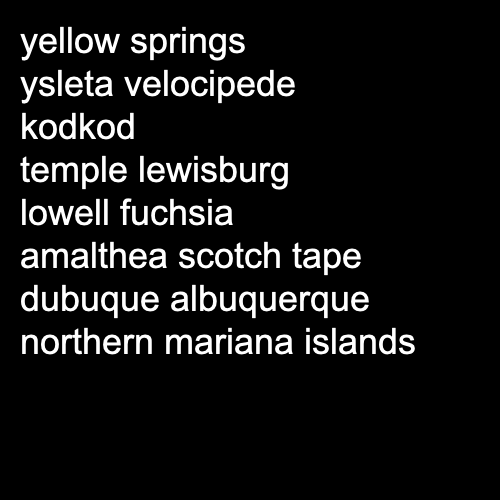 yellow springs
ysleta velocipede
kodkod
temple lewisburg
lowell fuchsia
amalthea scotch tape
dubuque albuquerque
northern mariana islands